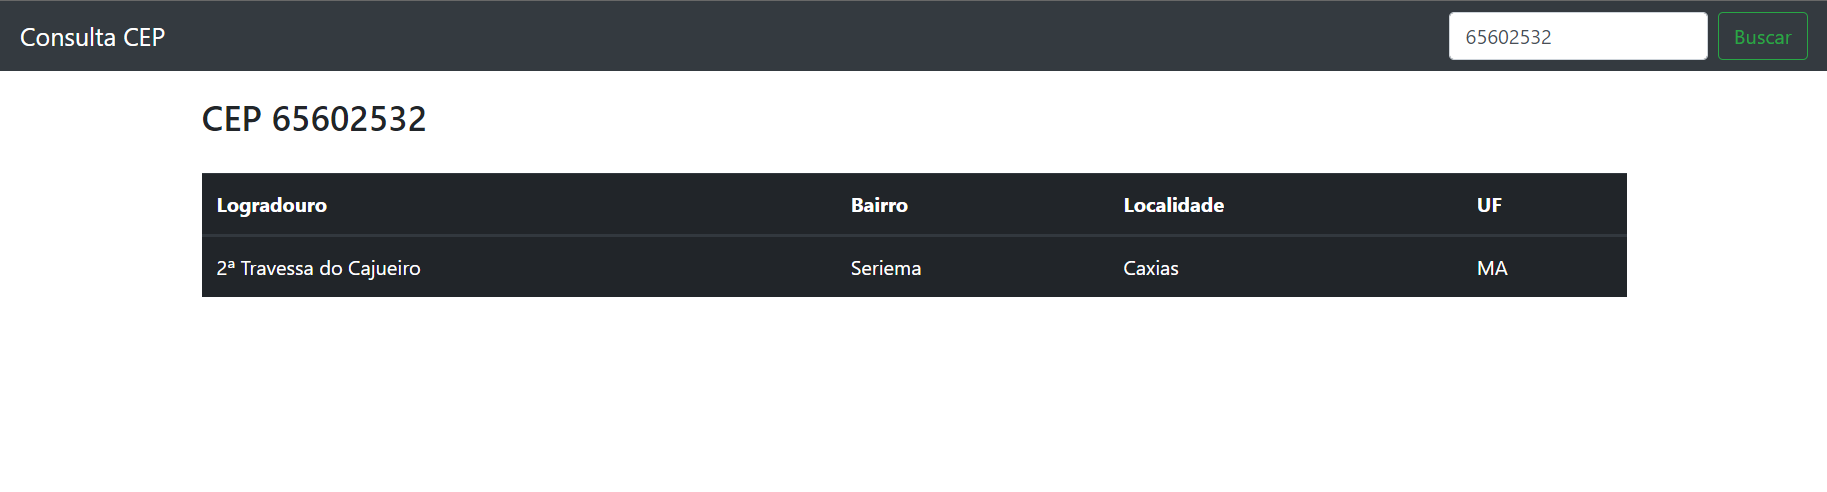 Consulta CEP 65602532 Buscar
CEP 65602532
Logradouro Bairro Localidade UF
2ª Travessa do Cajueiro Seriema Caxias MA